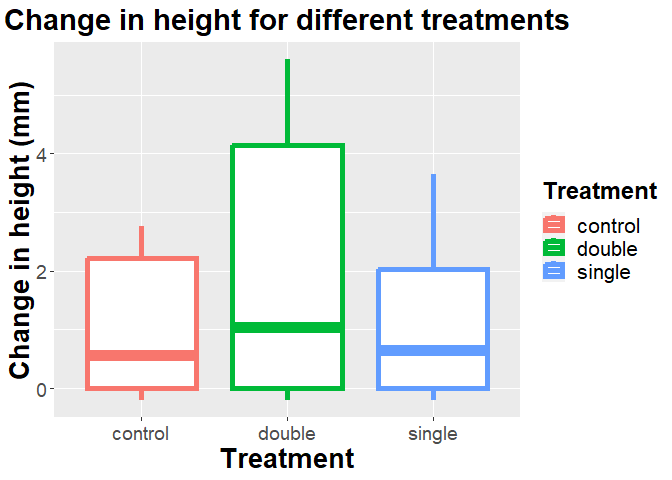 Change in height for different treatments
Change in height (mm)
4
2
0
control
double
single
Treatment
Treatment
control
double
single